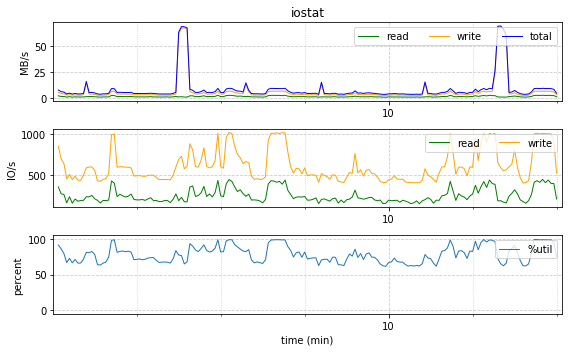 iostat
MB/s
50
25
0
read write total
10
IO/s
1000
500
read write
10
percent
100
50
0
%util
10
time (min)